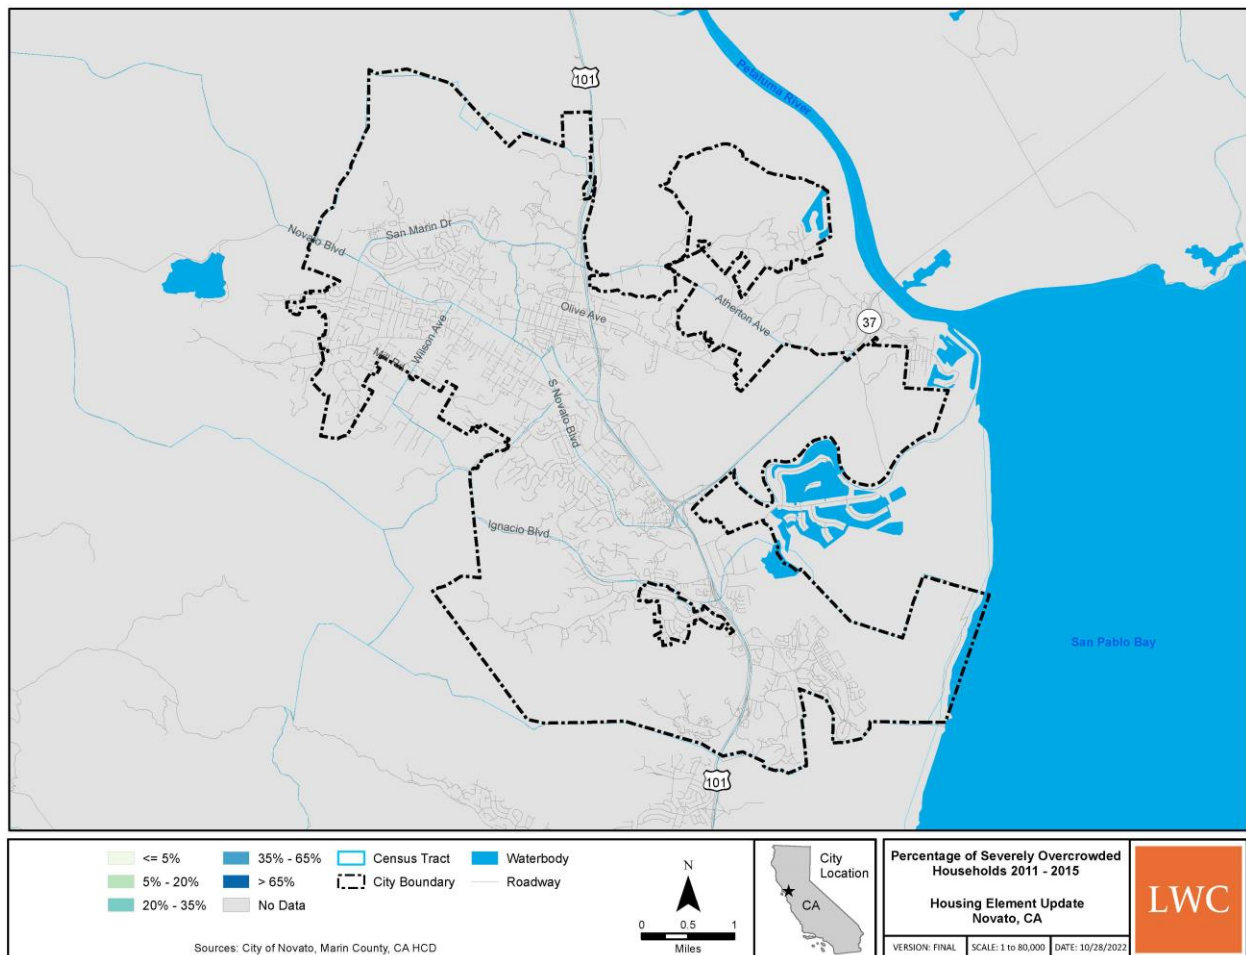 101
Petaluma River
Novato Blvd
San Marin Dr
Olive Ave
Atherton Ave
37
Wilson Ave
Mill Rd
S Novato Blvd
Ignacio Blvd
San Pablo Bay
101
<= 5%
5% - 20%
20% - 35%
35% - 65%
> 65%
No Data
Census Tract
City Boundary
Waterbody
Roadway
Sources: City of Novato, Marin County, CA HCD
N
0 0.5 1
Miles
City
Location
CA
Percentage of Severely Overcrowded
Households 2011 - 2015
Housing Element Update
Novato, CA
VERSION: FINAL
SCALE: 1 to 80,000
DATE: 10/28/2022
LWC